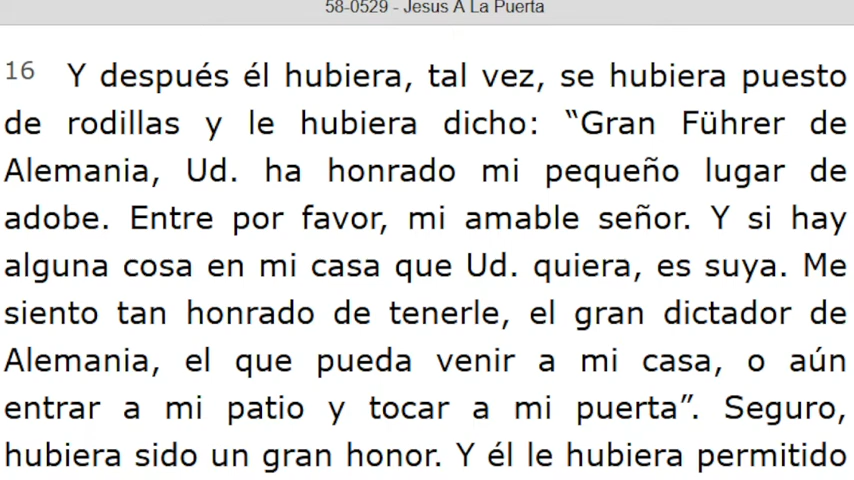 58-0529 - Jesus A La Puerta
16 Y después él hubiera, tal vez, se hubiera puesto
de rodillas y le hubiera dicho: “Gran Führer de
Alemania, Ud. ha honrado mi pequeño lugar de
adobe. Entre por favor, mi amable señor. Y si hay
alguna cosa en mi casa que Ud. quiera, es suya. Me
siento tan honrado de tenerle, el gran dictador de
Alemania, el que pueda venir a mi casa, o aún
entrar a mi patio y tocar a mi puerta”. Seguro,
hubiera sido un gran honor. Y él le hubiera permitido